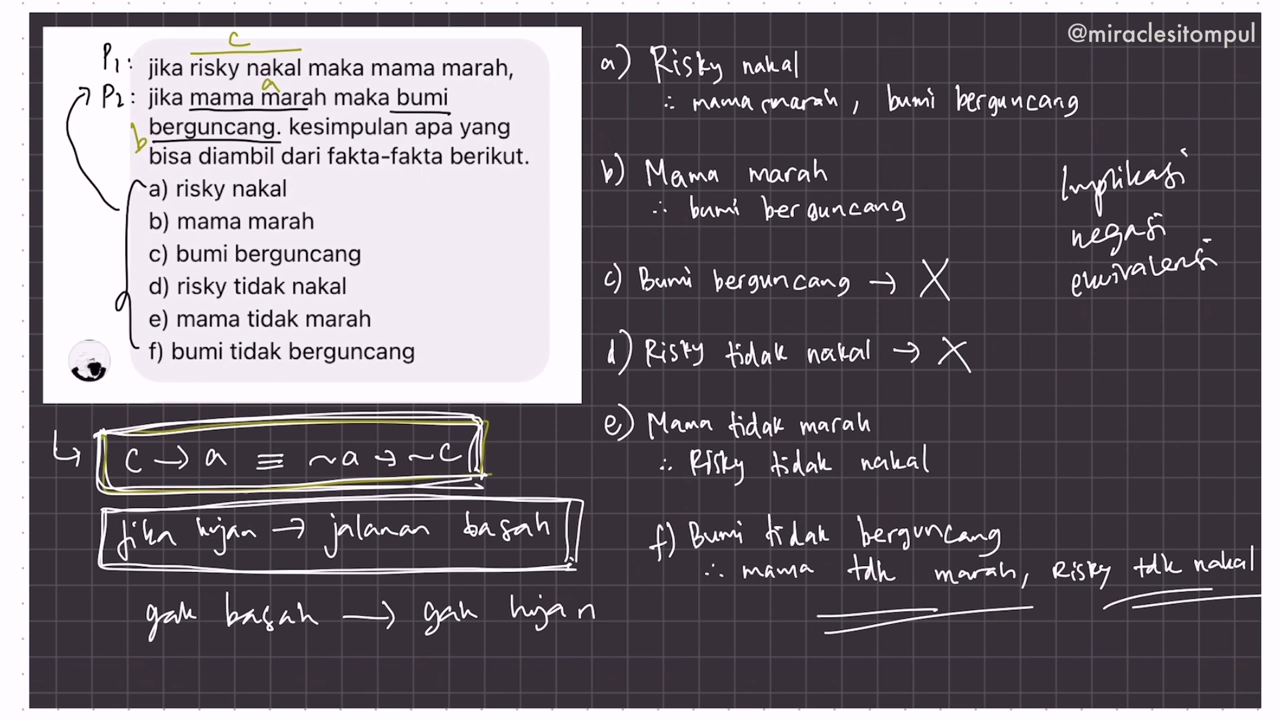 @miraclesitompul
c
P1: jika risky nakal maka mama marah,
a
P2: jika mama marah maka bumi
b berguncang. kesimpulan apa yang
bisa diambil dari fakta-fakta berikut.
a) risky nakal
b) mama marah
c) bumi berguncang
d) risky tidak nakal
e) mama tidak marah
f) bumi tidak berguncang
c → a ≡ ~a → ~c
Jika hujan → jalanan basah
gak basah → gak hujan
a) Risky nakal
∴ mama marah, bumi berguncang
b) Mama marah
∴ bumi berguncang
c) Bumi berguncang → X
d) Risky tidak nakal → X
e) Mama tidak marah
∴ Risky tidak nakal
f) Bumi tidak berguncang
∴ mama tdk marah, Risky tdk nakal
Implikasi
negasi
ekuivalensi